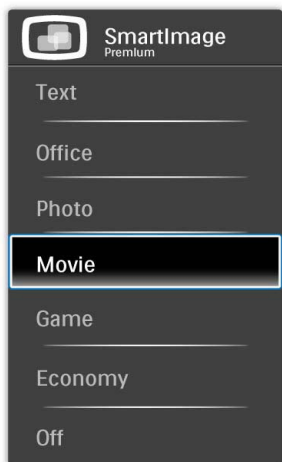 SmartImage
Premium
Text
Office
Photo
Movie
Game
Economy
Off